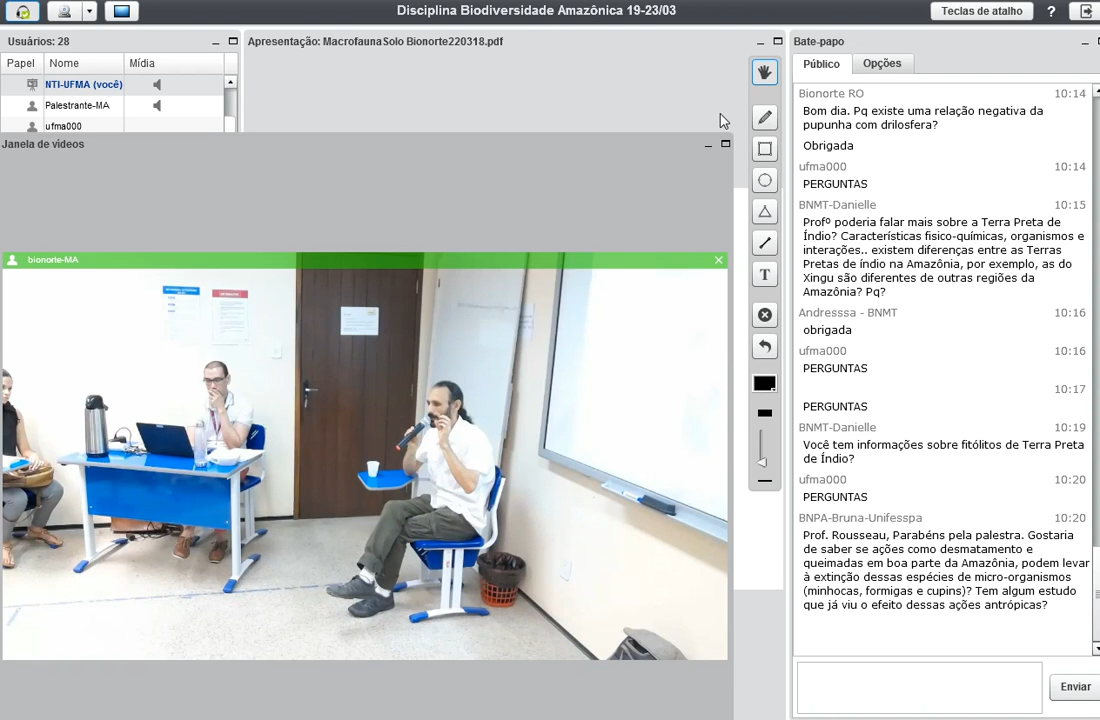 Disciplina Biodiversidade Amazônica 19-23/03
Teclas de atalho
?
Usuários: 28
Papel Nome Mídia
NTI-UFMA (você)
Palestrante-MA
ufma000
Apresentação: MacrofaunaSolo Bionorte220318.pdf
Janela de vídeos
bionorte-MA
T
Bate-papo
Público Opções
Bionorte RO 10:14
Bom dia. Pq existe uma relação negativa da
pupunha com drilosfera?
Obrigada
ufma000 10:14
PERGUNTAS
BNMT-Danielle 10:15
Profº poderia falar mais sobre a Terra Preta de
Índio? Características fisico-químicas, organismos e
interações.. existem diferenças entre as Terras
Pretas de índio na Amazônia, por exemplo, as do
Xingu são diferentes de outras regiões da
Amazônia? Pq?
Andresssa - BNMT 10:16
obrigada
ufma000 10:16
PERGUNTAS
10:17
PERGUNTAS
BNMT-Danielle 10:19
Você tem informações sobre fitólitos de Terra Preta
de Índio?
ufma000 10:20
PERGUNTAS
BNPA-Bruna-Unifesspa 10:20
Prof. Rousseau, Parabéns pela palestra. Gostaria
de saber se ações como desmatamento e
queimadas em boa parte da Amazônia, podem levar
à extinção dessas espécies de micro-organismos
(minhocas, formigas e cupins)? Tem algum estudo
que já viu o efeito dessas ações antrópicas?
Enviar